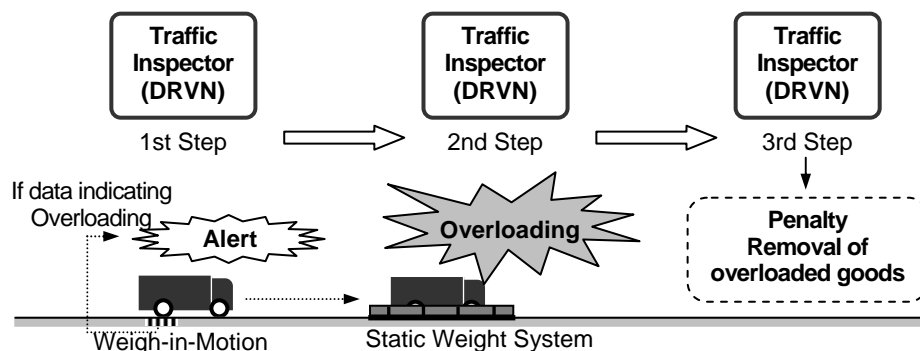 Traffic
Inspector
(DRVN)
Traffic
Inspector
(DRVN)
Traffic
Inspector
(DRVN)
1st Step
2nd Step
3rd Step
If data indicating
Overloading
Alert
Overloading
Penalty
Removal of
overloaded goods
Weigh-in-Motion
Static Weight System